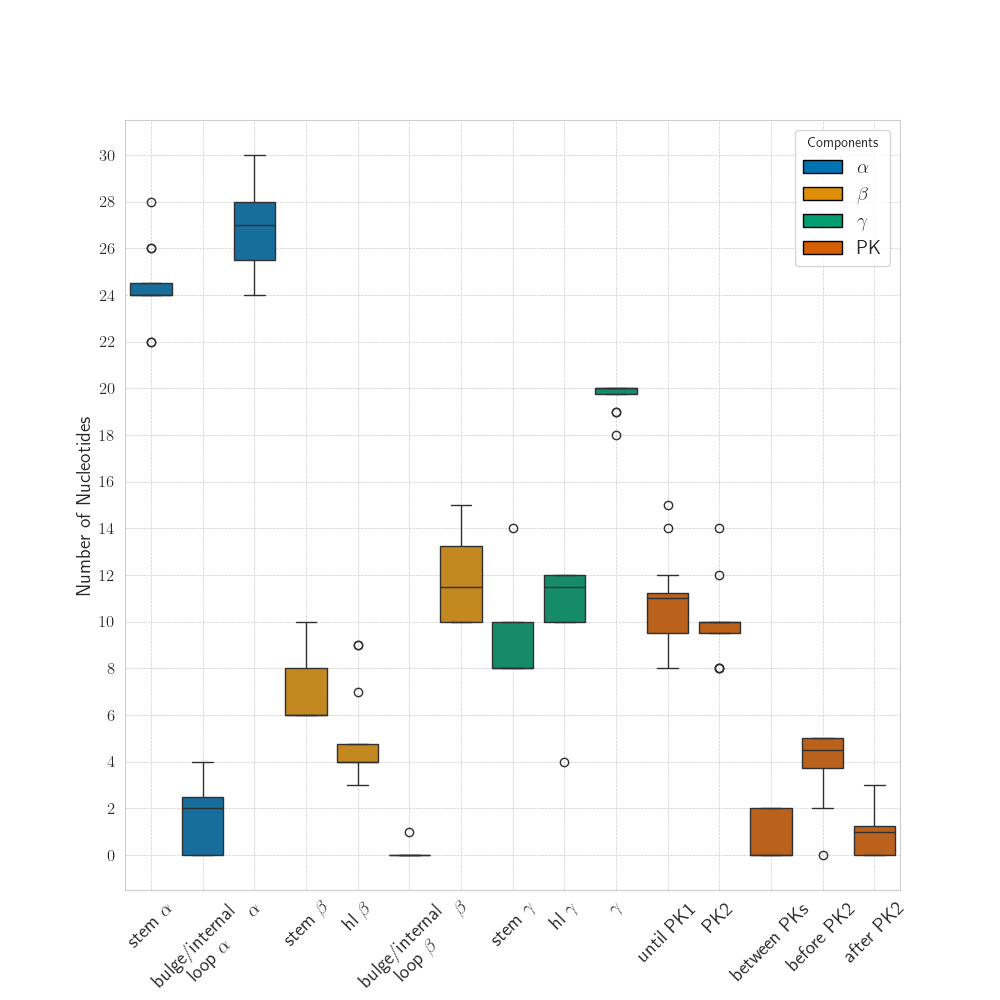 Components
α
β
γ
PK
Number of Nucleotides
30
28
26
24
22
20
18
16
14
12
10
8
6
4
2
0
stem α
bulge/internal
loop α
α
stem β
hl β
bulge/internal
loop β
β
stem γ
hl γ
γ
until PK1
PK2
between PKs
before PK2
after PK2